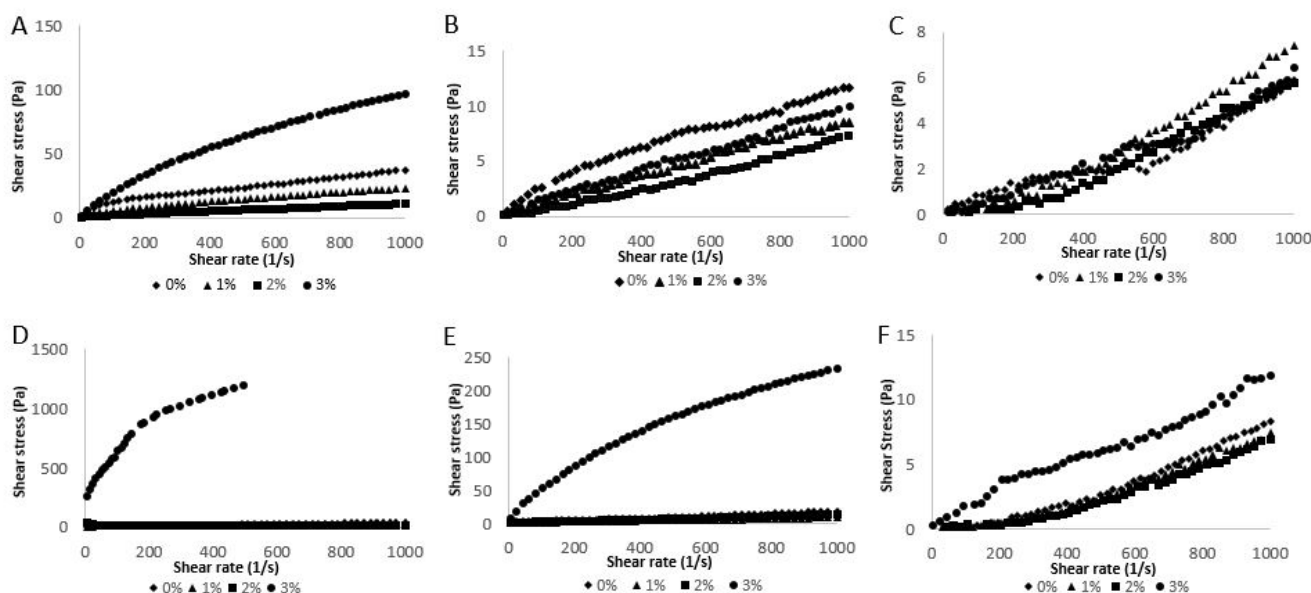 A
Shear stress (Pa)
150
100
50
0
0 200 400 600 800 1000
Shear rate (1/s)
◆ 0% ▲ 1% ■ 2% ● 3%
B
Shear stress (Pa)
15
10
5
0
0 200 400 600 800 1000
Shear rate (1/s)
◆ 0% ▲ 1% ■ 2% ● 3%
C
Shear stress (Pa)
8
6
4
2
0
0 200 400 600 800 1000
Shear rate (1/s)
◆ 0% ▲ 1% ■ 2% ● 3%
D
Shear stress (Pa)
1500
1000
500
0
0 200 400 600 800 1000
Shear rate (1/s)
◆ 0% ▲ 1% ■ 2% ● 3%
E
Shear stress (Pa)
250
200
150
100
50
0
0 200 400 600 800 1000
Shear rate (1/s)
◆ 0% ▲ 1% ■ 2% ● 3%
F
Shear Stress (Pa)
15
10
5
0
0 200 400 600 800 1000
Shear rate (1/s)
◆ 0% ▲ 1% ■ 2% ● 3%